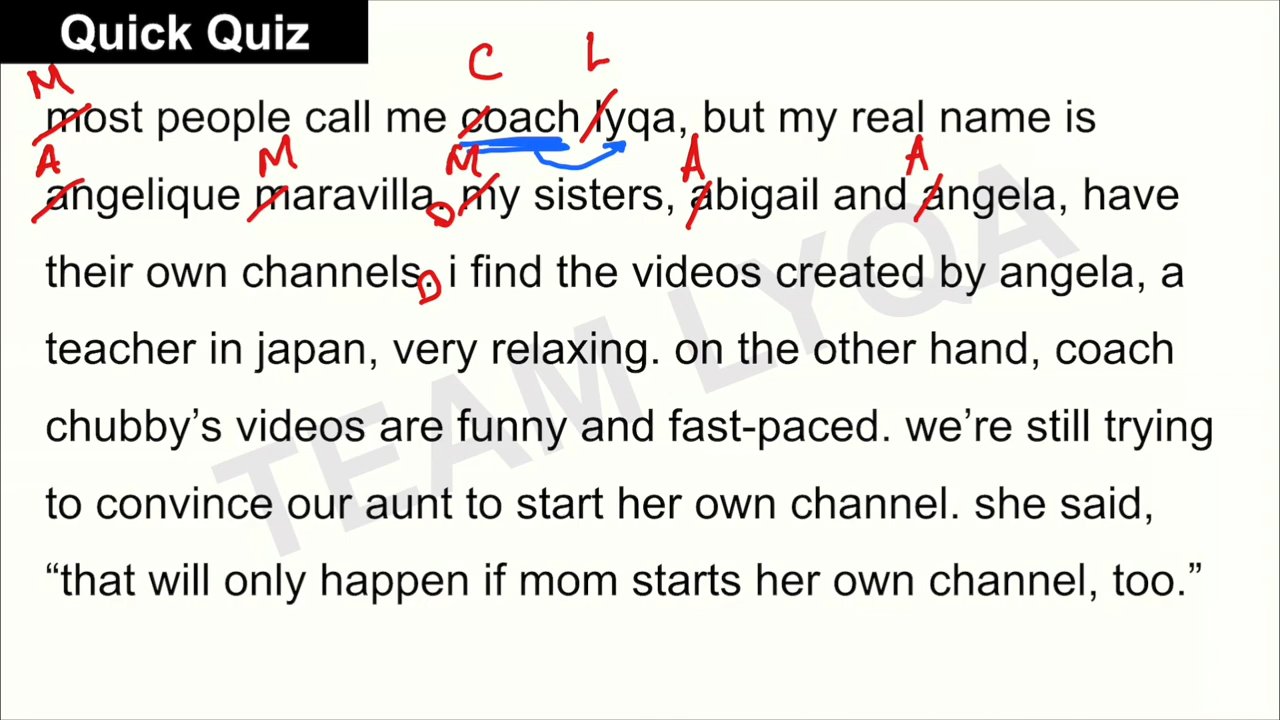 Quick Quiz
M C L
most people call me coach lyqa, but my real name is
A M M A A
angelique maravilla. my sisters, abigail and angela, have
their own channels. i find the videos created by angela, a
teacher in japan, very relaxing. on the other hand, coach
chubby’s videos are funny and fast-paced. we’re still trying
to convince our aunt to start her own channel. she said,
“that will only happen if mom starts her own channel, too.”
TEAM LYQA